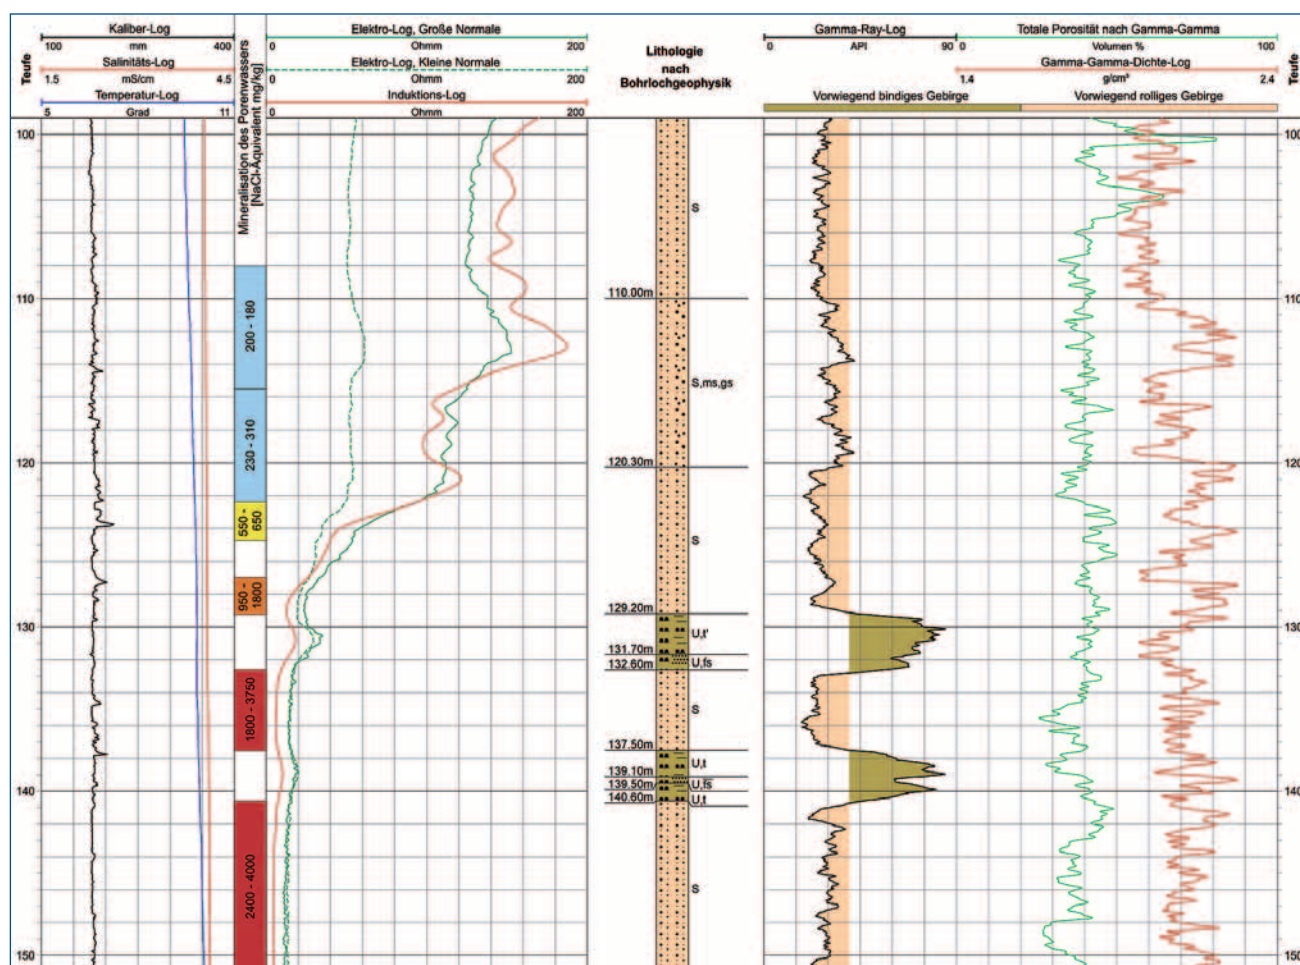 Teufe
Kaliber-Log
100 mm 400
Salinitäts-Log
1.5 mS/cm 4.5
Temperatur-Log
5 Grad 11
Mineralisation des Porenwassers
[NaCl-Äquivalent mg/kg]
Elektro-Log, Große Normale
0 Ohmm 200
Elektro-Log, Kleine Normale
0 Ohmm 200
Induktions-Log
0 Ohmm 200
Lithologie
nach
Bohrlochgeophysik
Gamma-Ray-Log
0 API 90
Totale Porosität nach Gamma-Gamma
0 Volumen % 100
Gamma-Gamma-Dichte-Log
1.4 g/cm³ 2.4
Vorwiegend bindiges Gebirge
Vorwiegend rolliges Gebirge
Teufe
100
110
120
130
140
150
200 - 180
230 - 310
550 -
650
950 -
1800
1800 - 3750
2400 - 4000
S
110.00m
S,ms,gs
120.30m
S
129.20m
U,t'
131.70m
U,fs
132.60m
S
137.50m
U,t
139.10m
U,f̅s̅
139.50m
U,t
140.60m
S
100
110
120
130
140
150